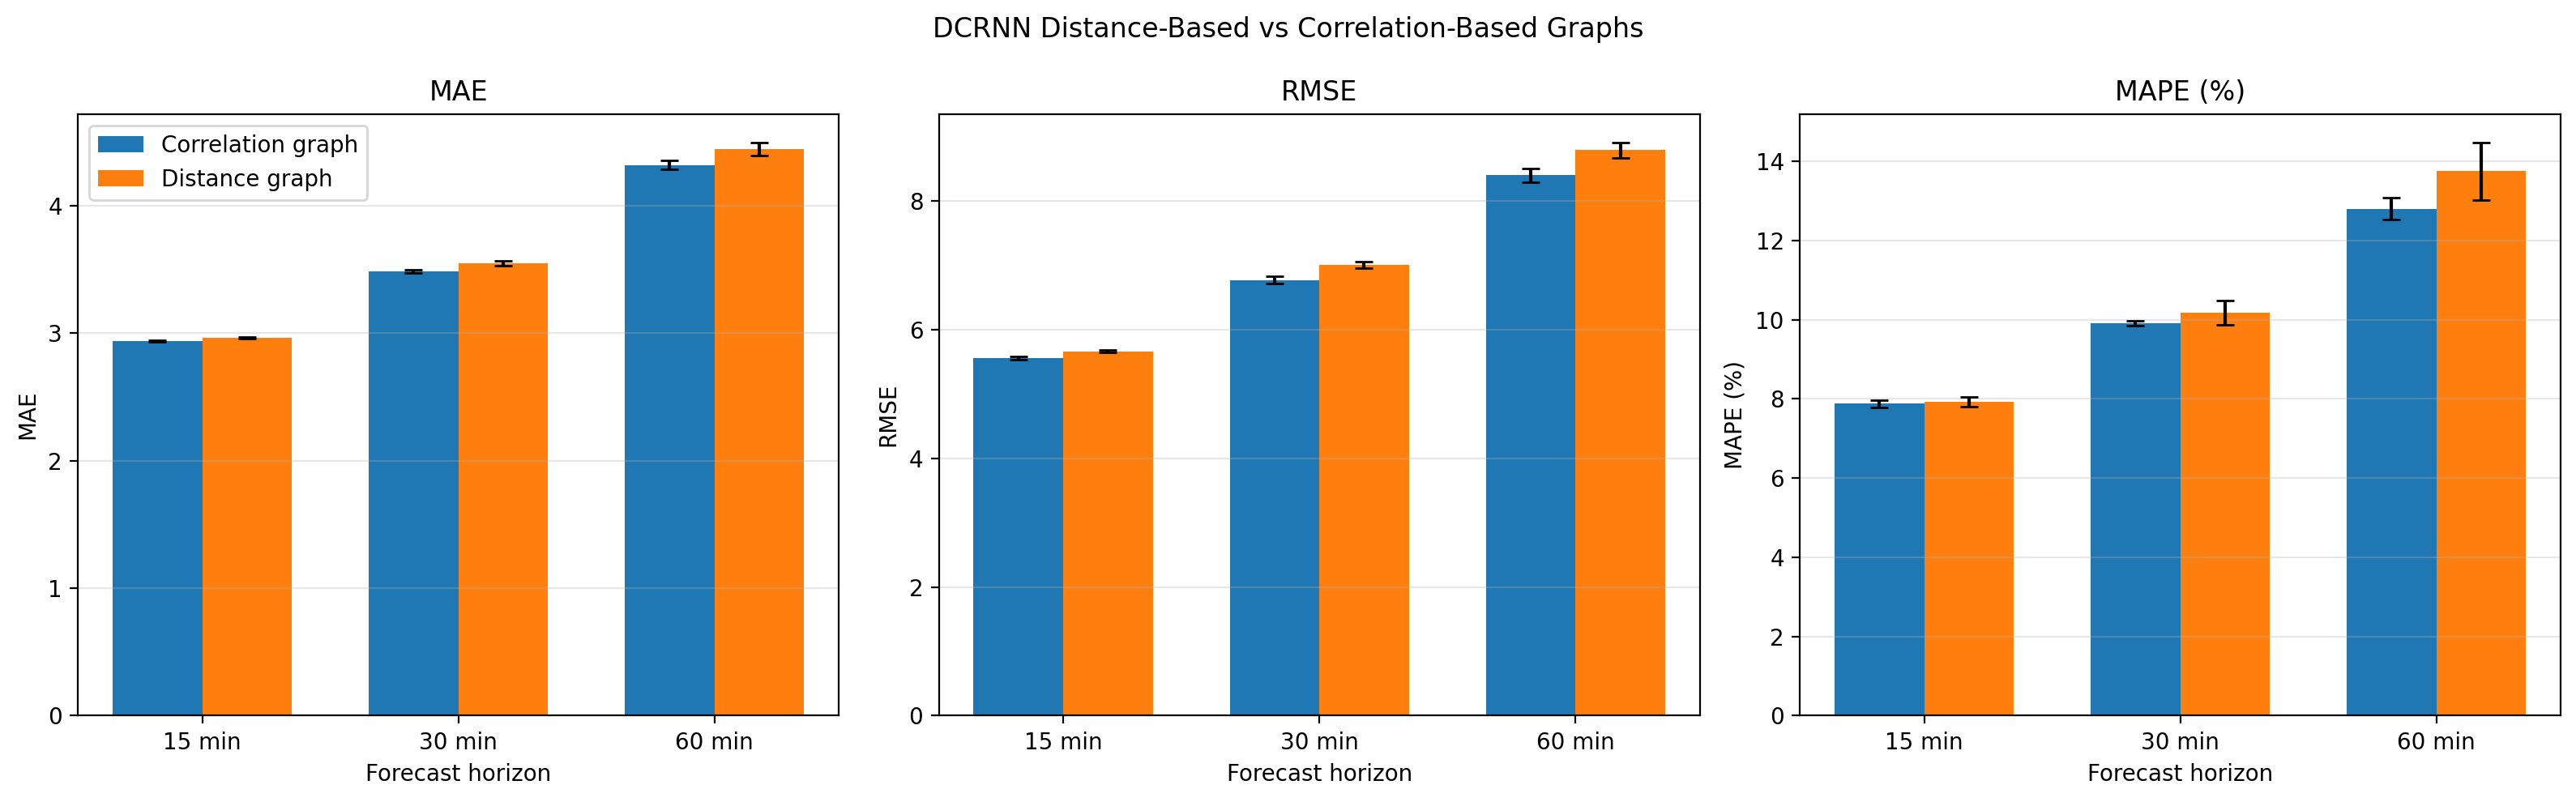 DCRNN Distance-Based vs Correlation-Based Graphs
MAE
Correlation graph
Distance graph
4
3
2
1
0
MAE
15 min
30 min
60 min
Forecast horizon
RMSE
8
6
4
2
0
RMSE
15 min
30 min
60 min
Forecast horizon
MAPE (%)
14
12
10
8
6
4
2
0
MAPE (%)
15 min
30 min
60 min
Forecast horizon